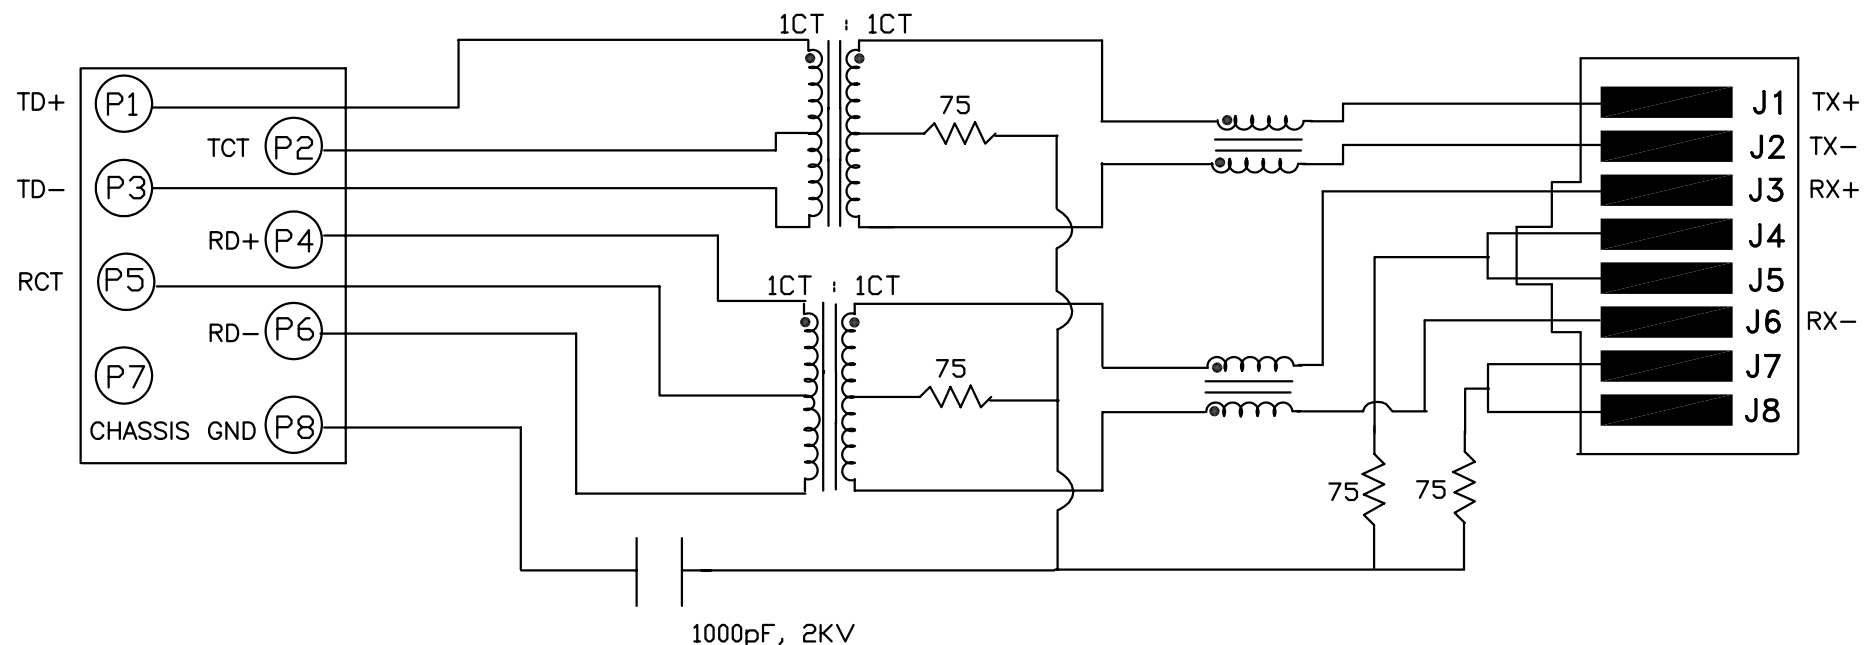 1CT : 1CT
TD+ P1
TCT P2
TD- P3
RD+ P4
RCT P5
RD- P6
P7
CHASSIS GND P8
75
1CT : 1CT
75
75 75
1000pF, 2KV
J1 TX+
J2 TX-
J3 RX+
J4
J5
J6 RX-
J7
J8